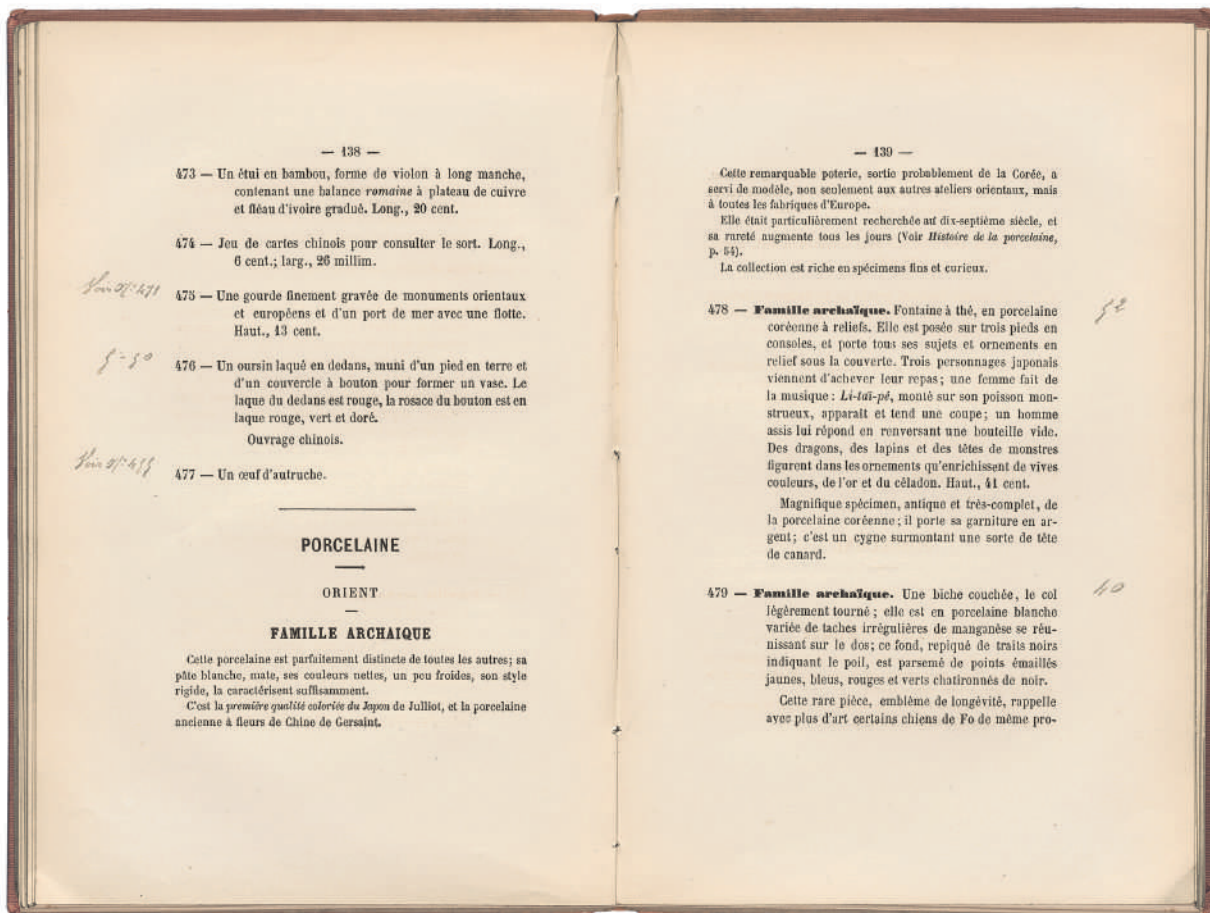 — 138 —
473 — Un étui en bambou, forme de violon à long manche,
contenant une balance romaine à plateau de cuivre
et fléau d'ivoire gradué. Long., 20 cent.
474 — Jeu de cartes chinois pour consulter le sort. Long.,
6 cent.; larg., 26 millim.
475 — Une gourde finement gravée de monuments orientaux
et européens et d'un port de mer avec une flotte.
Haut., 13 cent.
476 — Un oursin laqué en dedans, muni d'un pied en terre et
d'un couvercle à bouton pour former un vase. Le
laque du dedans est rouge, la rosace du bouton est en
laque rouge, vert et doré.
Ouvrage chinois.
477 — Un œuf d'autruche.
PORCELAINE
ORIENT
FAMILLE ARCHAIQUE
Cette porcelaine est parfaitement distincte de toutes les autres; sa
pâte blanche, mate, ses couleurs nettes, un peu froides, son style
rigide, la caractérisent suffisamment.
C'est la première qualité coloriée du Japon de Julliot, et la porcelaine
ancienne à fleurs de Chine de Gersaint.
— 139 —
Cette remarquable poterie, sortie probablement de la Corée, a
servi de modèle, non seulement aux autres ateliers orientaux, mais
à toutes les fabriques d'Europe.
Elle était particulièrement recherchée au dix-septième siècle, et
sa rareté augmente tous les jours (Voir Histoire de la porcelaine,
p. 54).
La collection est riche en spécimens fins et curieux.
478 — Famille archaïque. Fontaine à thé, en porcelaine
coréenne à reliefs. Elle est posée sur trois pieds en
consoles, et porte tous ses sujets et ornements en
relief sous la couverte. Trois personnages japonais
viennent d'achever leur repas; une femme fait de
la musique : Li-taï-pé, monté sur son poisson mon-
strueux, apparaît et tend une coupe; un homme
assis lui répond en renversant une bouteille vide.
Des dragons, des lapins et des têtes de monstres
figurent dans les ornements qu'enrichissent de vives
couleurs, de l'or et du céladon. Haut., 41 cent.
Magnifique spécimen, antique et très-complet, de
la porcelaine coréenne; il porte sa garniture en ar-
gent; c'est un cygne surmontant une sorte de tête
de canard.
479 — Famille archaïque. Une biche couchée, le col
légèrement tourné; elle est en porcelaine blanche
variée de taches irrégulières de manganèse se réu-
nissant sur le dos; ce fond, repiqué de traits noirs
indiquant le poil, est parsemé de points émaillés
jaunes, bleus, rouges et verts chatironnés de noir.
40
Cette rare pièce, emblème de longévité, rappelle
avec plus d'art certains chiens de Fo de même pro-